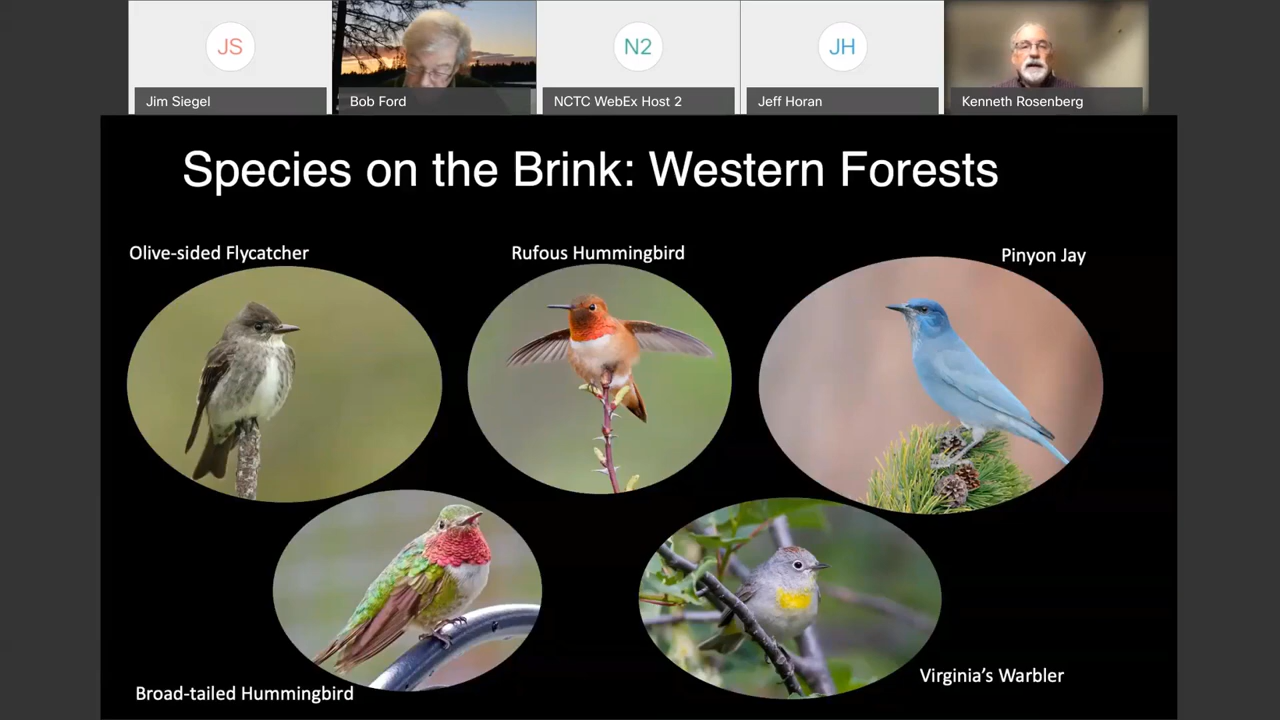 JS
N2
JH
Jim Siegel
Bob Ford
NCTC WebEx Host 2
Jeff Horan
Kenneth Rosenberg
Species on the Brink: Western Forests
Olive-sided Flycatcher
Rufous Hummingbird
Pinyon Jay
Broad-tailed Hummingbird
Virginia’s Warbler